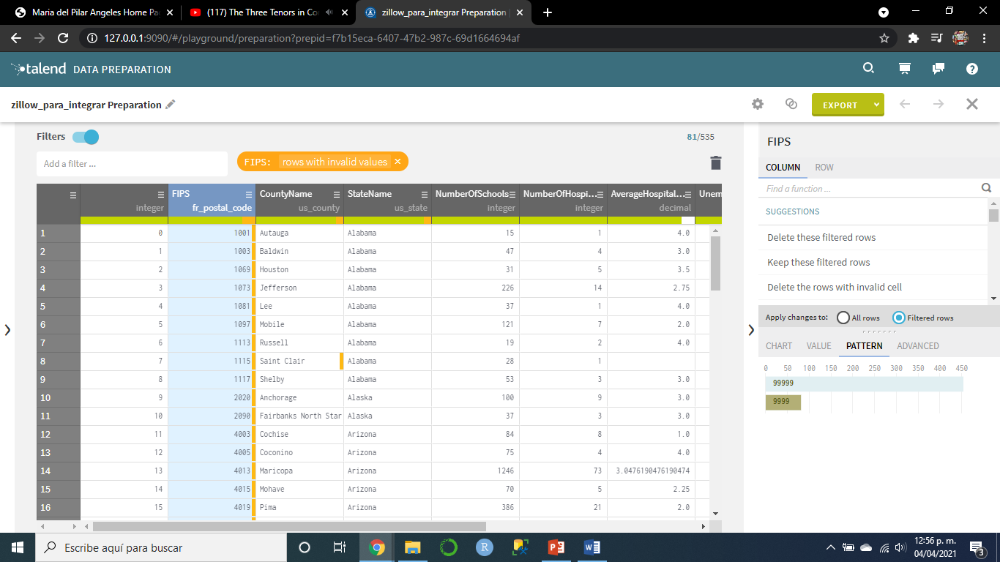 Maria del Pilar Angeles Home Pa
(117) The Three Tenors in Co
zillow_para_integrar Preparation
127.0.0.1:9090/#/playground/preparation?prepid=f7b15eca-6407-47b2-987c-69d1664694af
talend DATA PREPARATION
zillow_para_integrar Preparation
EXPORT
Filters
81/535
Add a filter ...
FIPS: rows with invalid values ×
FIPS CountyName StateName NumberOfSchools NumberOfHospi... AverageHospital... Unem
integer fr_postal_code us_county us_state integer integer decimal
1 0 1001 Autauga Alabama 15 1 4.0
2 1 1003 Baldwin Alabama 47 4 3.0
3 2 1069 Houston Alabama 31 5 3.5
4 3 1073 Jefferson Alabama 226 14 2.75
5 4 1081 Lee Alabama 37 1 4.0
6 5 1097 Mobile Alabama 121 7 2.0
7 6 1113 Russell Alabama 19 2 4.0
8 7 1115 Saint Clair Alabama 28 1
9 8 1117 Shelby Alabama 53 3 3.0
10 9 2020 Anchorage Alaska 100 9 3.0
11 10 2090 Fairbanks North Star Alaska 37 3 3.0
12 11 4003 Cochise Arizona 84 8 1.0
13 12 4005 Coconino Arizona 75 4 4.0
14 13 4013 Maricopa Arizona 1246 73 3.0476190476190474
15 14 4015 Mohave Arizona 70 5 2.25
16 15 4019 Pima Arizona 386 21 2.0
FIPS
COLUMN ROW
Find a function ...
SUGGESTIONS
Delete these filtered rows
Keep these filtered rows
Delete the rows with invalid cell
Apply changes to: All rows Filtered rows
CHART VALUE PATTERN ADVANCED
0 50 100 150 200 250 300 350 400 450
99999
9999
Escribe aquí para buscar
12:56 p. m.
04/04/2021
3